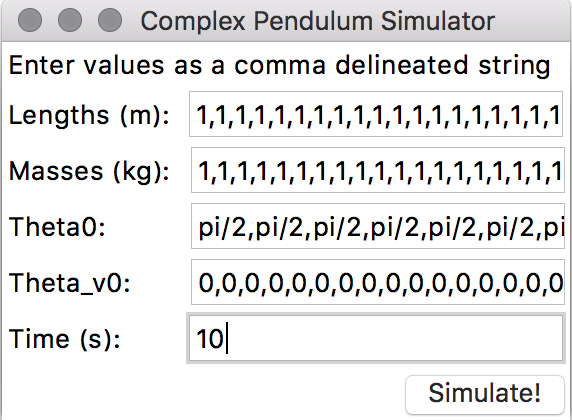 Complex Pendulum Simulator
Enter values as a comma delineated string
Lengths (m): 1,1,1,1,1,1,1,1,1,1,1,1,1,1,1,1,1,1,1
Masses (kg): 1,1,1,1,1,1,1,1,1,1,1,1,1,1,1,1,1,1,1
Theta0: pi/2,pi/2,pi/2,pi/2,pi/2,pi/2,pi
Theta_v0: 0,0,0,0,0,0,0,0,0,0,0,0,0,0,0,0
Time (s): 10
Simulate!